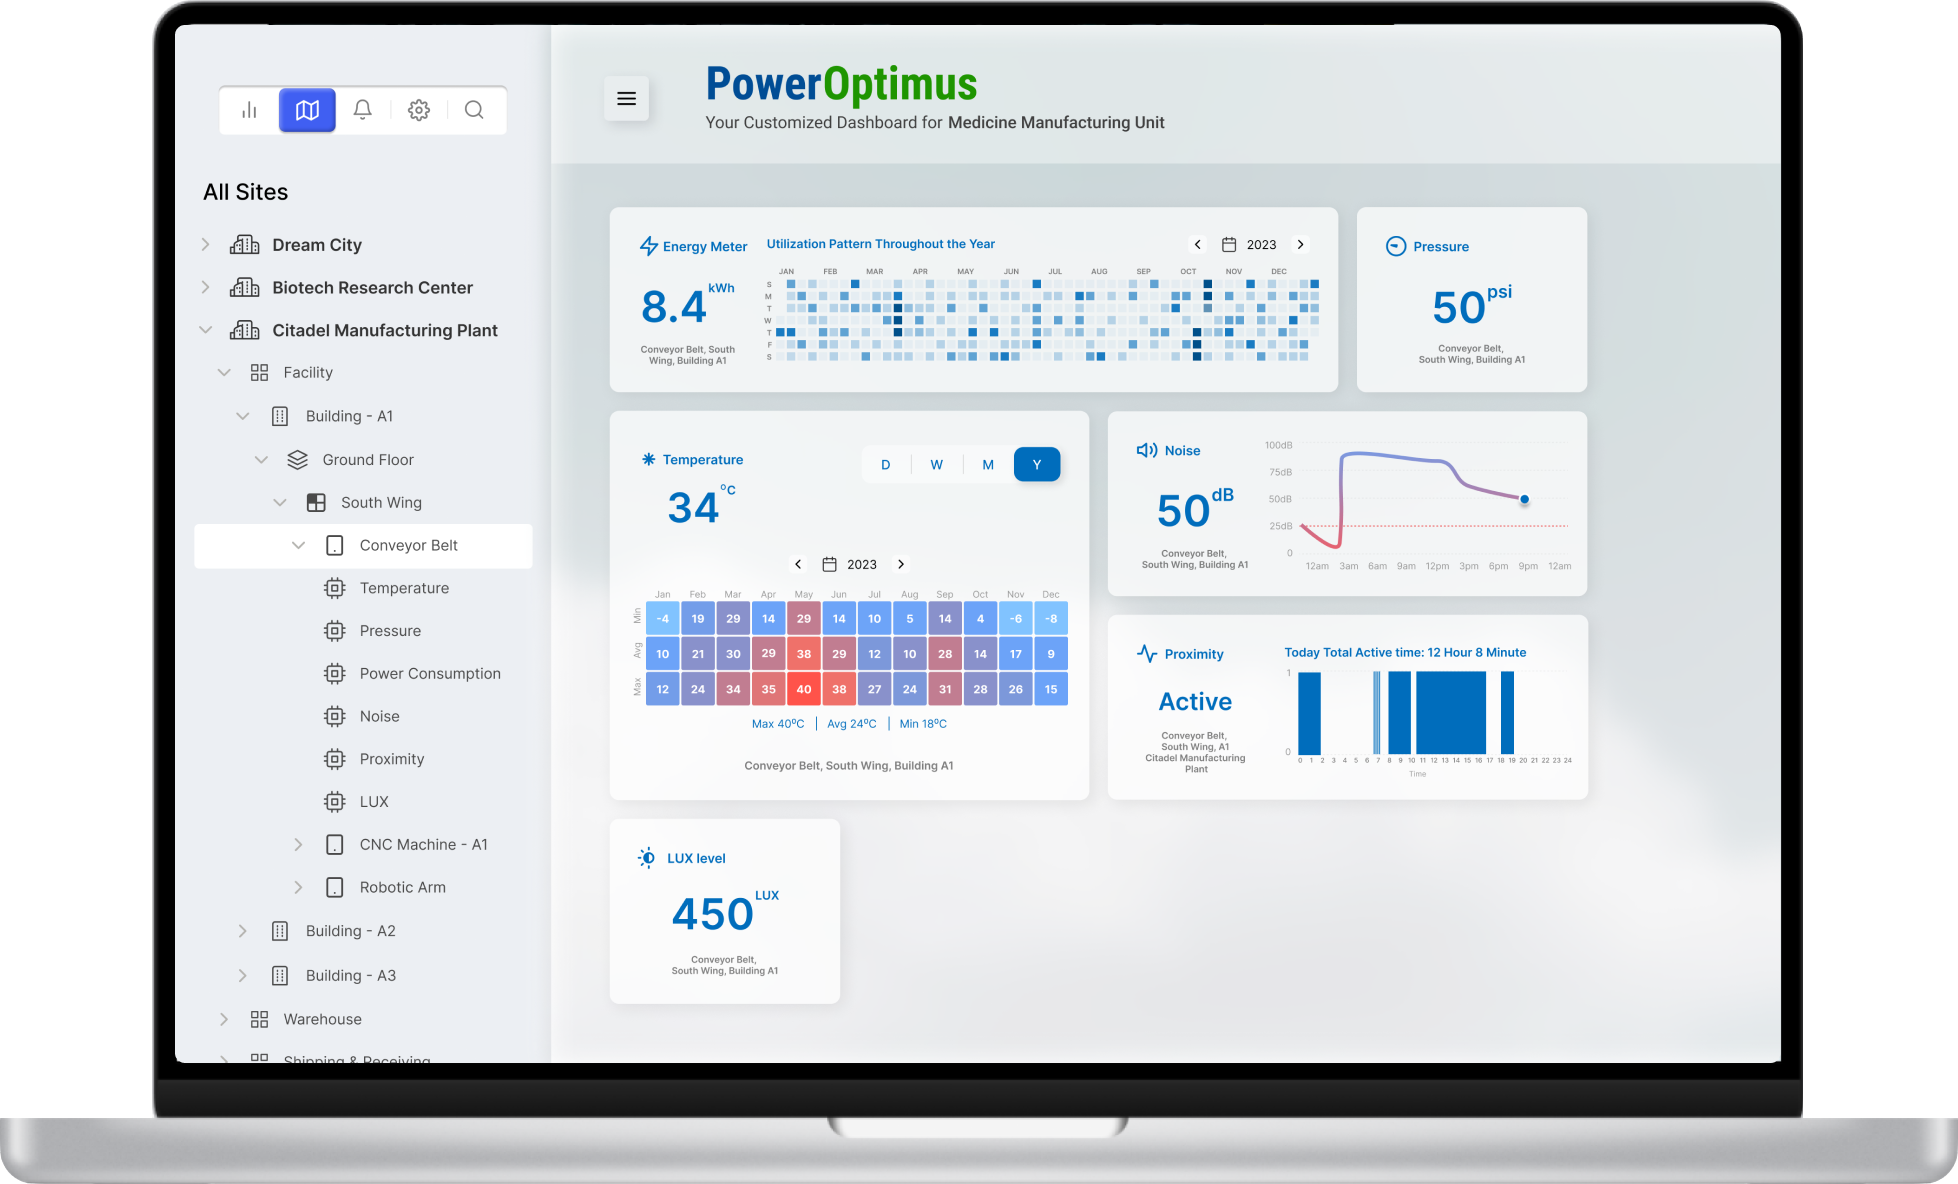 All Sites
Dream City
Biotech Research Center
Citadel Manufacturing Plant
Facility
Building - A1
Ground Floor
South Wing
Conveyor Belt
Temperature
Pressure
Power Consumption
Noise
Proximity
LUX
CNC Machine - A1
Robotic Arm
Building - A2
Building - A3
Warehouse
Shipping & Receiving
PowerOptimus
Your Customized Dashboard for Medicine Manufacturing Unit
Energy Meter
8.4 kWh
Conveyor Belt, South
Wing, Building A1
Utilization Pattern Throughout the Year
2023
JAN FEB MAR APR MAY JUN JUL AUG SEP OCT NOV DEC
S
M
T
W
T
F
S
Pressure
50 psi
Conveyor Belt,
South Wing, Building A1
Temperature
D W M Y
34 °C
2023
Jan Feb Mar Apr May Jun Jul Aug Sep Oct Nov Dec
Min -4 19 29 14 29 14 10 5 14 4 -6 -8
Avg 10 21 30 29 38 29 12 10 28 14 17 9
Max 12 24 34 35 40 38 27 24 31 28 26 15
Max 40ºC | Avg 24ºC | Min 18ºC
Conveyor Belt, South Wing, Building A1
Noise
50 dB
Conveyor Belt,
South Wing, Building A1
100dB
75dB
50dB
25dB
0
12am 3am 6am 9am 12pm 3pm 6pm 9pm 12am
Proximity
Active
Conveyor Belt,
South Wing, A1
Citadel Manufacturing
Plant
Today Total Active time: 12 Hour 8 Minute
1
0
0 1 2 3 4 5 6 7 8 9 10 11 12 13 14 15 16 17 18 19 20 21 22 23 24
Time
LUX level
450 LUX
Conveyor Belt,
South Wing, Building A1